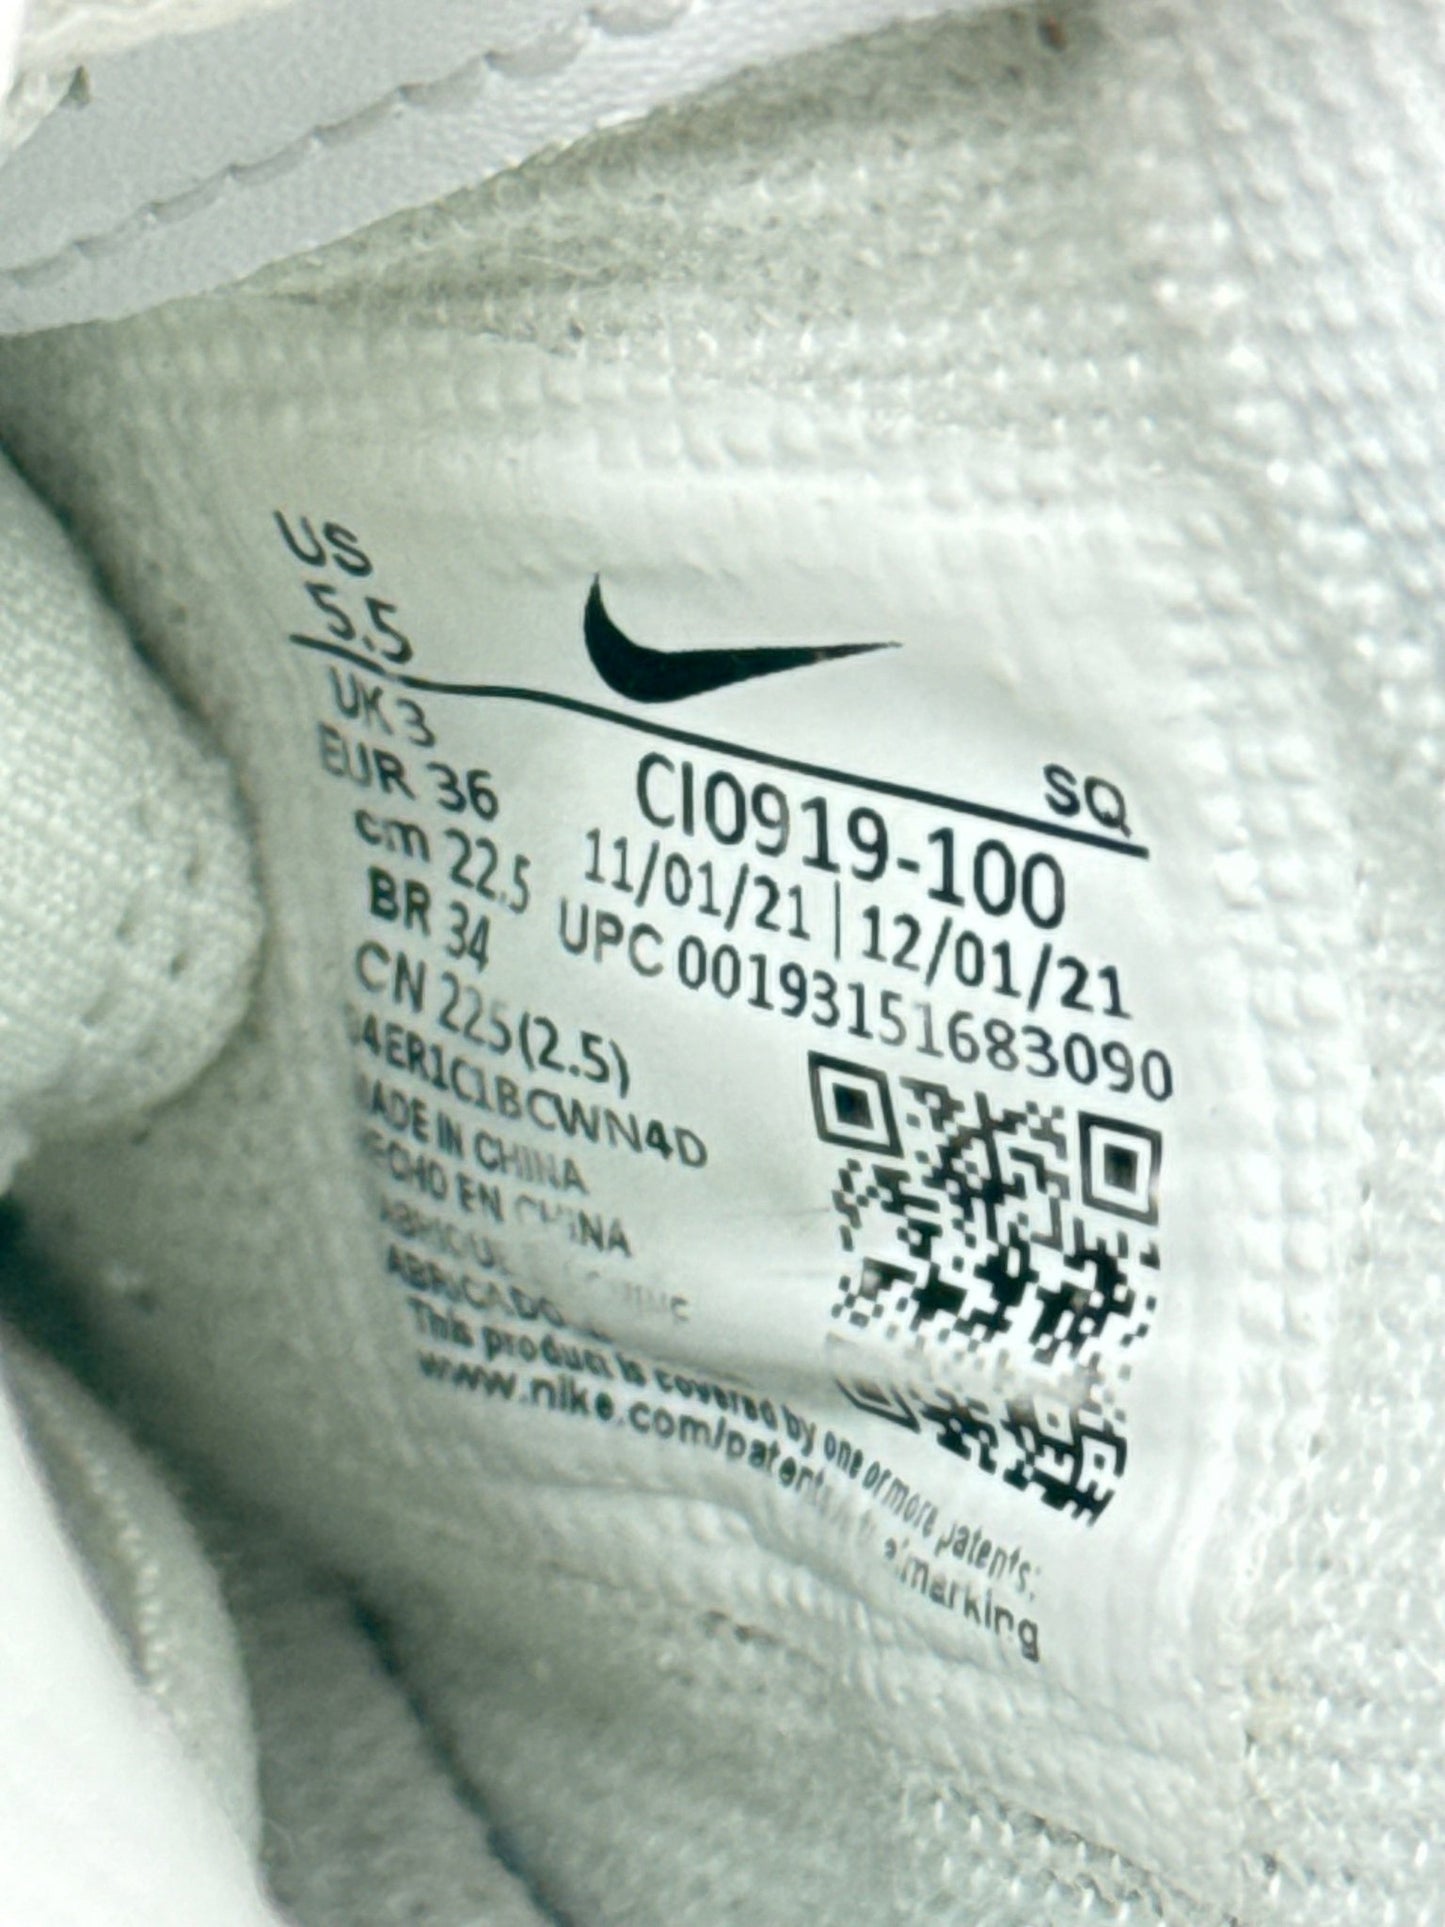 US
5.5
SQ
UK 3
EUR 36
cm 22.5
BR 34
CN 225(2.5)
CI0919-100
11/01/21 | 12/01/21
UPC 00193151683090
4ER1C1BCWN4D
MADE IN CHINA
HECHO EN CHINA
This product is covered by one or more patents:
www.nike.com/patents